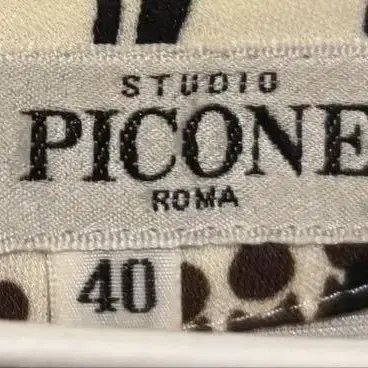 STUDIO
PICONE
ROMA
40